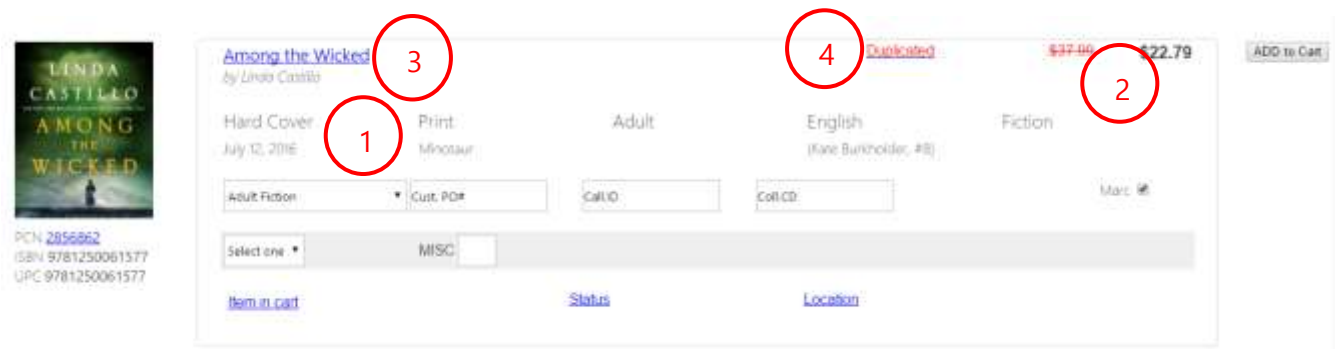 LINDA
CASTILLO
AMONG
THE
WICKED
PCN 2856862
ISBN 9781250061577
UPC 9781250061577
Among the Wicked 3 4 Duplicated $37.99 $22.79 ADD to Cart
by Linda Castillo
2
Hard Cover 1 Print Adult English Fiction
July 12, 2016 Minotaur (Kate Burkholder, #8)
Adult Fiction Cust. PO# Call.ID Coll.CD Marc
Select one MISC
Item in cart Status Location